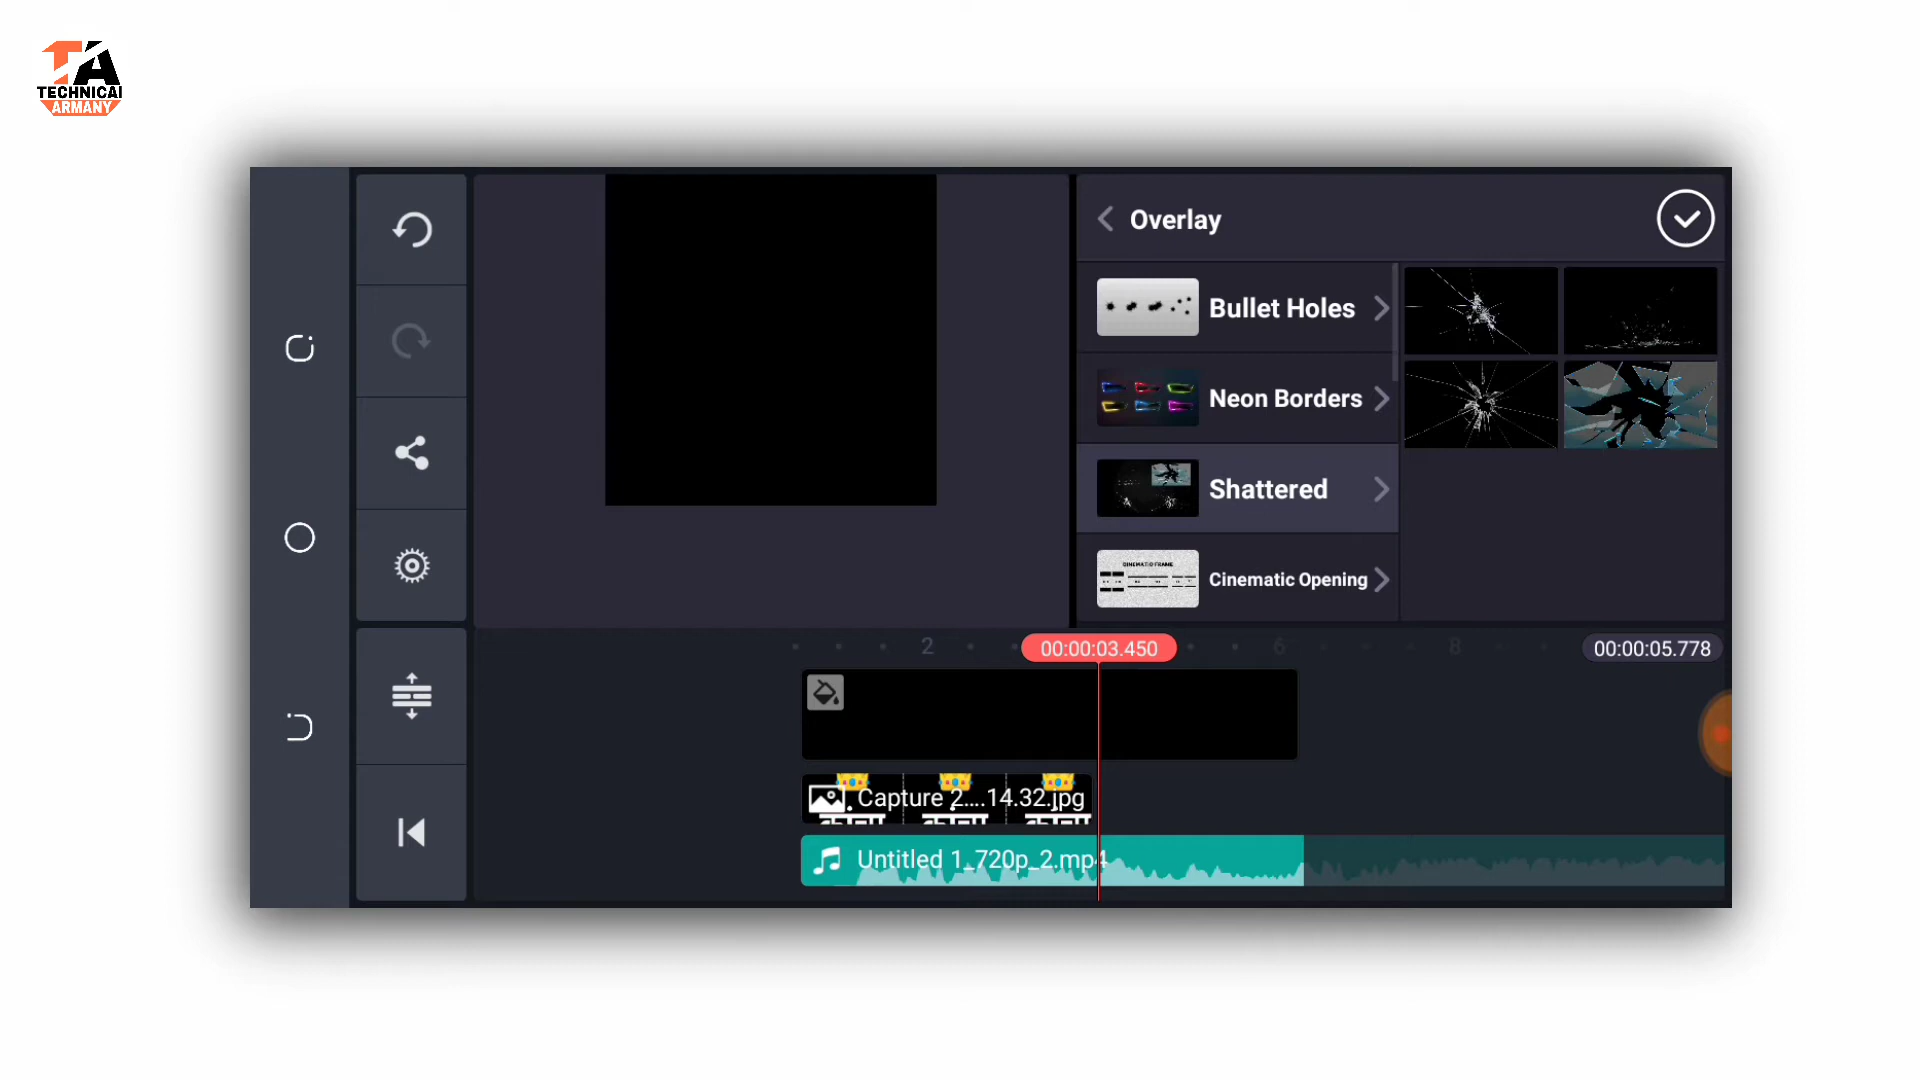 TA
TECHNICAL
ARMANY
Overlay
Bullet Holes
Neon Borders
Shattered
CINEMATIC FRAME
Cinematic Opening
2
00:00:03.450
6
8
00:00:05.778
Capture 2....14.32.jpg
Untitled 1_720p_2.mp4